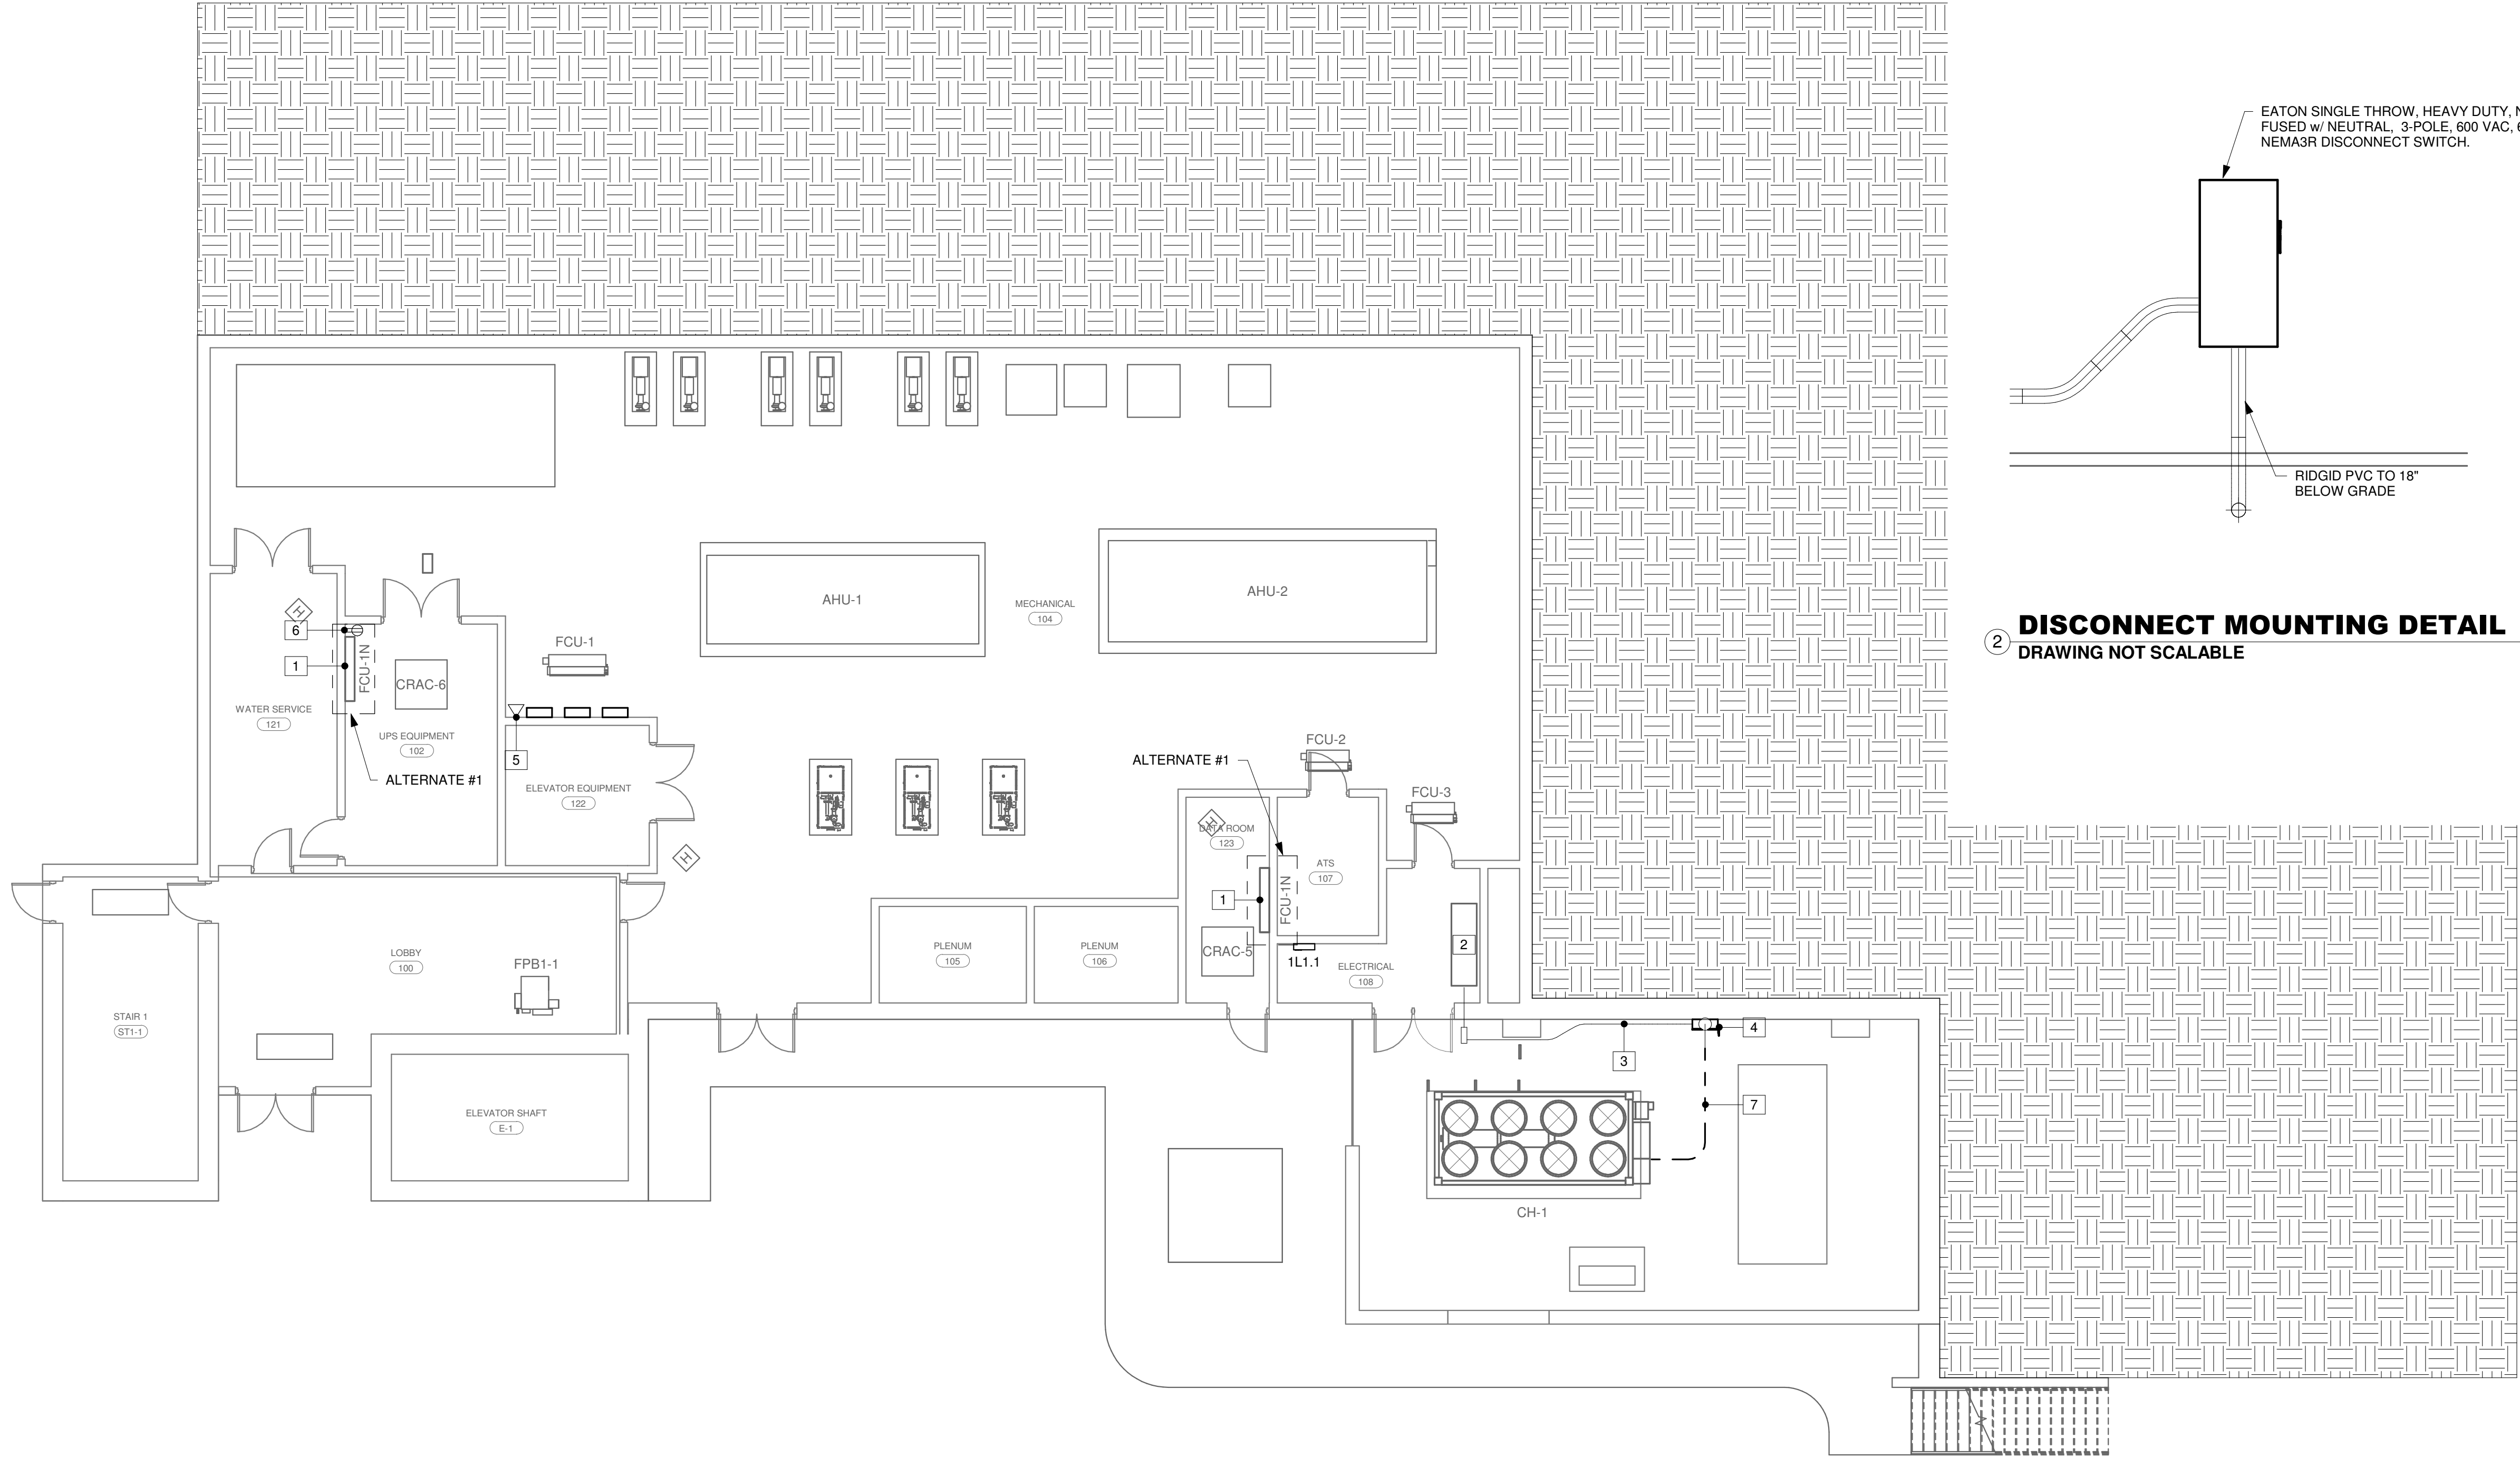 EATON SINGLE THROW, HEAVY DUTY,
FUSED w/ NEUTRAL, 3-POLE, 600 VAC,
NEMA3R DISCONNECT SWITCH.
RIDGID PVC TO 18"
BELOW GRADE
2
DISCONNECT MOUNTING DETAIL
DRAWING NOT SCALABLE
AHU-1
MECHANICAL
104
AHU-2
H
6
1
FCU-1N
CRAC-6
FCU-1
WATER SERVICE
121
UPS EQUIPMENT
102
ALTERNATE #1
5
ELEVATOR EQUIPMENT
122
H
ALTERNATE #1
FCU-2
FCU-3
H
DATA ROOM
123
ATS
107
1
FCU-1N
CRAC-5
1L1.1
2
ELECTRICAL
108
PLENUM
105
PLENUM
106
LOBBY
100
FPB1-1
STAIR 1
ST1-1
ELEVATOR SHAFT
E-1
3
4
7
CH-1